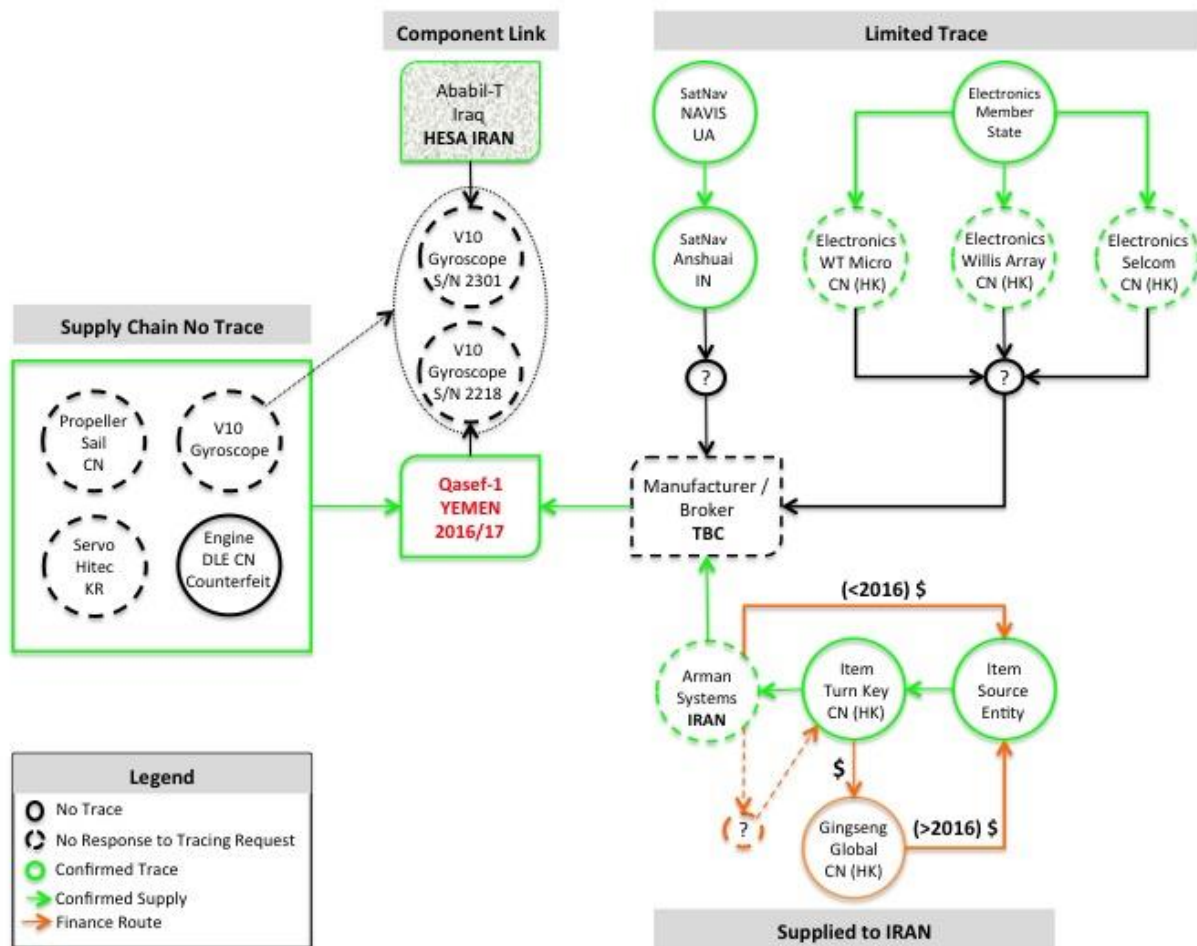 Component Link
Limited Trace
Ababil-T
Iraq
HESA IRAN
SatNav
NAVIS
UA
Electronics
Member
State
V10
Gyroscope
S/N 2301
SatNav
Anshuai
IN
Electronics
WT Micro
CN (HK)
Electronics
Willis Array
CN (HK)
Electronics
Selcom
CN (HK)
Supply Chain No Trace
V10
Gyroscope
S/N 2218
?
?
Propeller
Sail
CN
V10
Gyroscope
Servo
Hitec
KR
Engine
DLE CN
Counterfeit
Qasef-1
YEMEN
2016/17
Manufacturer /
Broker
TBC
(<2016) $
Arman
Systems
IRAN
Item
Turn Key
CN (HK)
Item
Source
Entity
$
?
Gingseng
Global
CN (HK)
(>2016) $
Legend
No Trace
No Response to Tracing Request
Confirmed Trace
Confirmed Supply
Finance Route
Supplied to IRAN